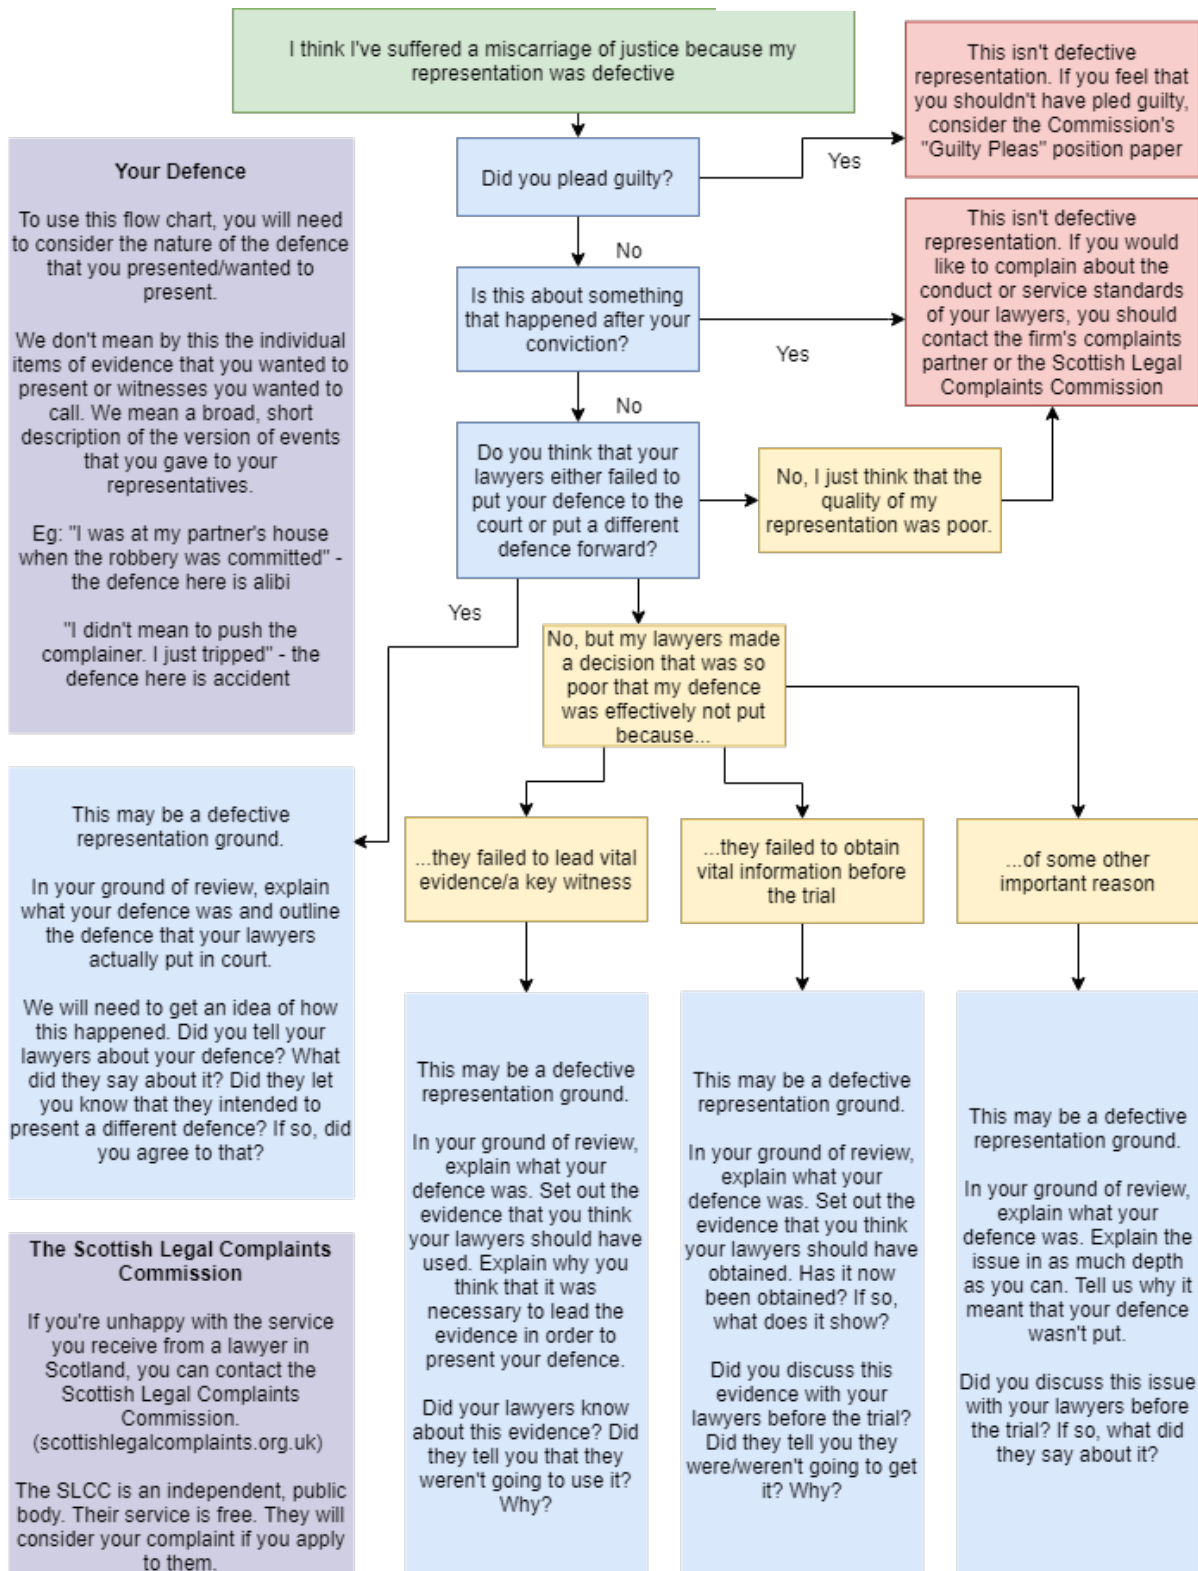 I think I've suffered a miscarriage of justice because my
representation was defective
This isn't defective
representation. If you feel that
you shouldn't have pled guilty,
consider the Commission's
"Guilty Pleas" position paper
Did you plead guilty?
Yes
No
This isn't defective
representation. If you would
like to complain about the
conduct or service standards
of your lawyers, you should
contact the firm's complaints
partner or the Scottish Legal
Complaints Commission
Is this about something
that happened after your
conviction?
Yes
No
Do you think that your
lawyers either failed to
put your defence to the
court or put a different
defence forward?
No, I just think that the
quality of my
representation was poor.
Yes
No, but my lawyers made
a decision that was so
poor that my defence
was effectively not put
because...
Your Defence
To use this flow chart, you will need
to consider the nature of the defence
that you presented/wanted to
present.
We don't mean by this the individual
items of evidence that you wanted to
present or witnesses you wanted to
call. We mean a broad, short
description of the version of events
that you gave to your
representatives.
Eg: "I was at my partner's house
when the robbery was committed" -
the defence here is alibi
"I didn't mean to push the
complainer. I just tripped" - the
defence here is accident
This may be a defective
representation ground.
In your ground of review, explain
what your defence was and outline
the defence that your lawyers
actually put in court.
We will need to get an idea of how
this happened. Did you tell your
lawyers about your defence? What
did they say about it? Did they let
you know that they intended to
present a different defence? If so, did
you agree to that?
...they failed to lead vital
evidence/a key witness
...they failed to obtain
vital information before
the trial
...of some other
important reason
This may be a defective
representation ground.
In your ground of review,
explain what your
defence was. Set out the
evidence that you think
your lawyers should have
used. Explain why you
think that it was
necessary to lead the
evidence in order to
present your defence.
Did your lawyers know
about this evidence? Did
they tell you that they
weren't going to use it?
Why?
This may be a defective
representation ground.
In your ground of review,
explain what your
defence was. Set out the
evidence that you think
your lawyers should have
obtained. Has it now
been obtained? If so,
what does it show?
Did you discuss this
evidence with your
lawyers before the trial?
Did they tell you they
were/weren't going to get
it? Why?
This may be a defective
representation ground.
In your ground of review,
explain what your
defence was. Explain the
issue in as much depth
as you can. Tell us why it
meant that your defence
wasn't put.
Did you discuss this issue
with your lawyers before
the trial? If so, what did
they say about it?
The Scottish Legal Complaints
Commission
If you're unhappy with the service
you receive from a lawyer in
Scotland, you can contact the
Scottish Legal Complaints
Commission.
(scottishlegalcomplaints.org.uk)
The SLCC is an independent, public
body. Their service is free. They will
consider your complaint if you apply
to them.